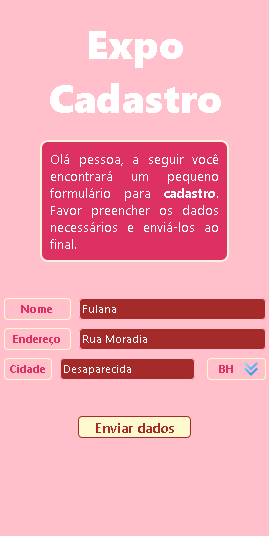 Expo
Cadastro
Olá pessoa, a seguir você
encontrará um pequeno
formulário para cadastro.
Favor preencher os dados
necessários e enviá-los ao
final.
Nome Fulana
Endereço Rua Moradia
Cidade Desaparecida BH
Enviar dados